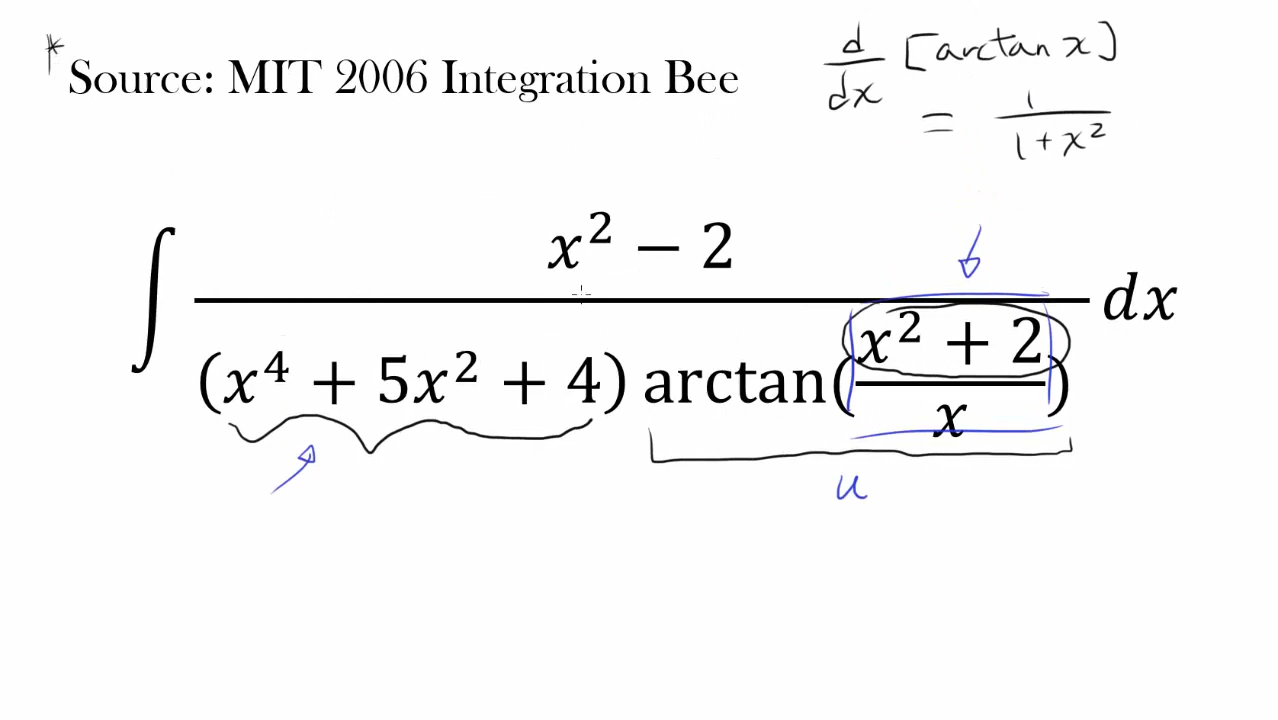 * Source: MIT 2006 Integration Bee
d/dx [arctan x]
= 1/(1+x²)
∫ (x² − 2)/((x⁴ + 5x² + 4) arctan((x² + 2)/x)) dx
u